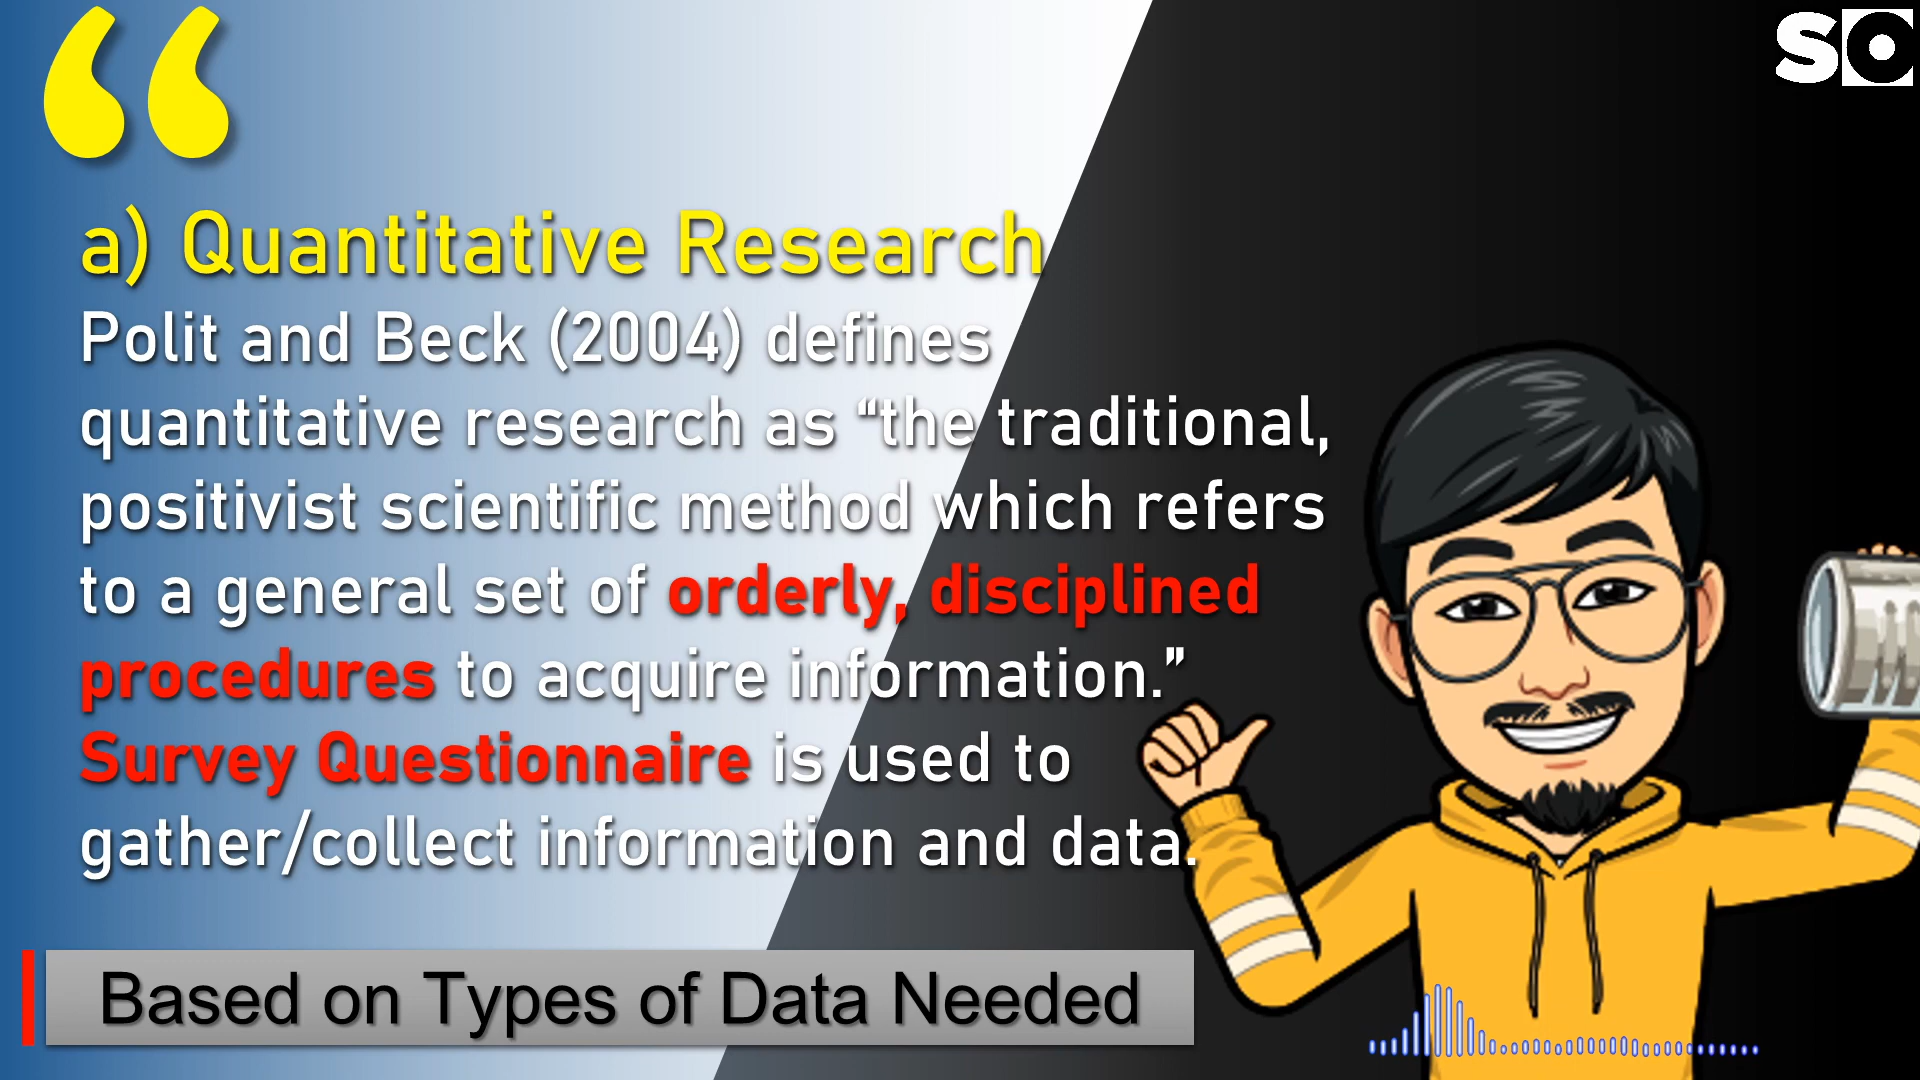 “
SO
a) Quantitative Research
Polit and Beck (2004) defines
quantitative research as “the traditional,
positivist scientific method which refers
to a general set of orderly, disciplined
procedures to acquire information.”
Survey Questionnaire is used to
gather/collect information and data.
Based on Types of Data Needed